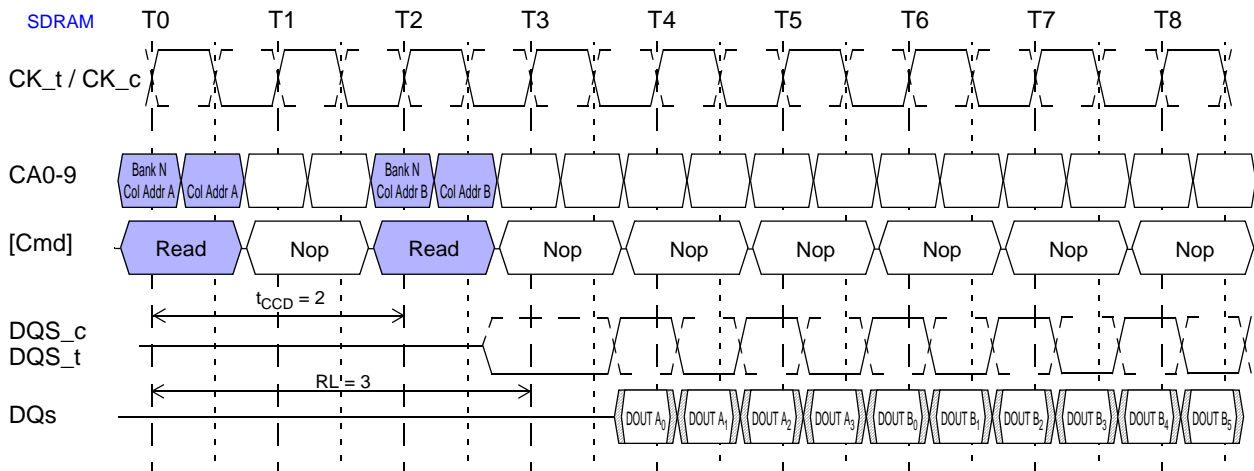 SDRAM T0 T1 T2 T3 T4 T5 T6 T7 T8
CK_t / CK_c
CA0-9
Bank N
Col Addr A
Col Addr A
Bank N
Col Addr B
Col Addr B
[Cmd] Read Nop Read Nop Nop Nop Nop Nop Nop
tCCD = 2
DQS_c
DQS_t
RL = 3
DQs DOUT A0 DOUT A1 DOUT A2 DOUT A3 DOUT B0 DOUT B1 DOUT B2 DOUT B3 DOUT B4 DOUT B5